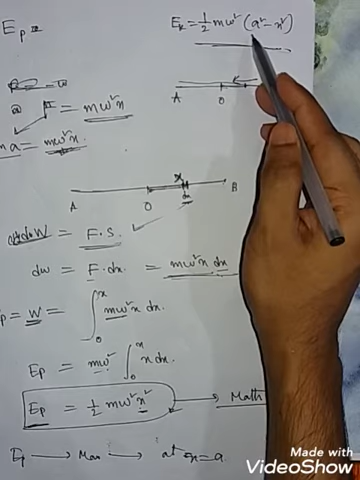 Ep
Ek = 1/2 mω² (a² - x²)
A O
= mω²x
ma = mω²x
x
A O dx B
dW = F·S.
dw = F·dx = mω²x dx
Ep = W = ∫₀ˣ mω²x dx.
Ep = mω² ∫₀ˣ x dx.
Ep = 1/2 mω²x² → Math
Ep → Max → at x = a
Made with
VideoShow